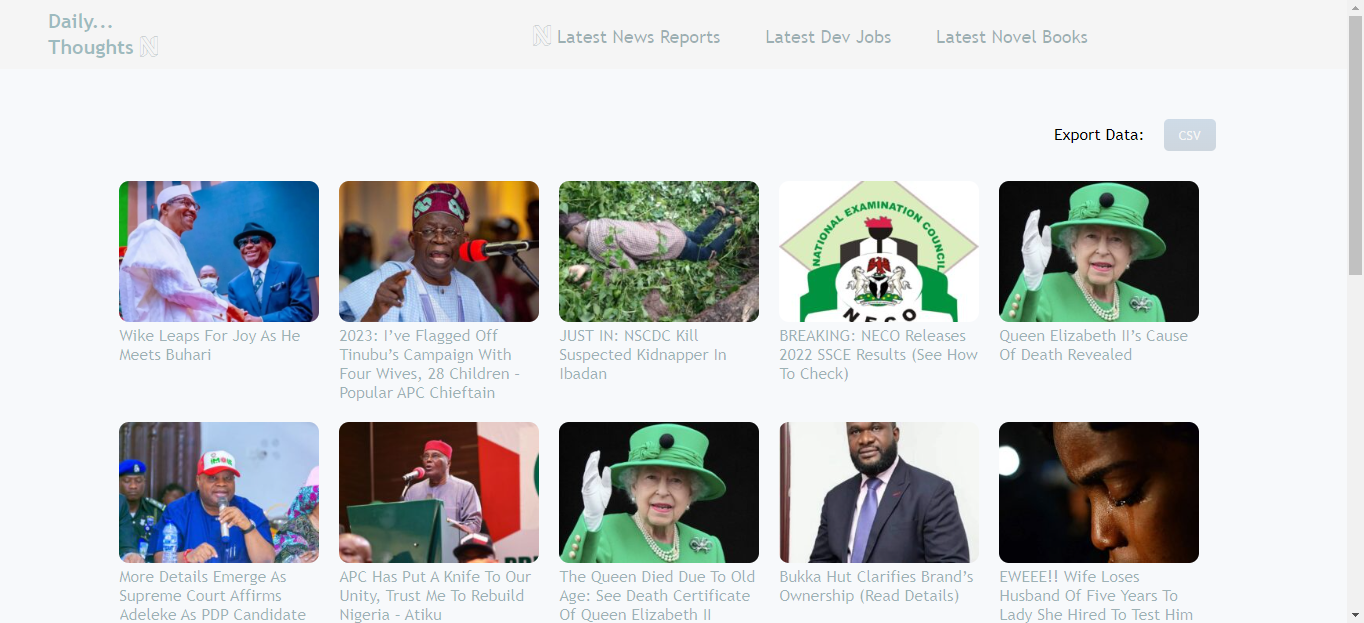 Daily...
Thoughts N
N Latest News Reports
Latest Dev Jobs
Latest Novel Books
Export Data:
CSV
NATIONAL EXAMINATION COUNCIL
NECO
Wike Leaps For Joy As He
Meets Buhari
2023: I’ve Flagged Off
Tinubu’s Campaign With
Four Wives, 28 Children –
Popular APC Chieftain
JUST IN: NSCDC Kill
Suspected Kidnapper In
Ibadan
BREAKING: NECO Releases
2022 SSCE Results (See How
To Check)
Queen Elizabeth II’s Cause
Of Death Revealed
More Details Emerge As
Supreme Court Affirms
Adeleke As PDP Candidate
APC Has Put A Knife To Our
Unity, Trust Me To Rebuild
Nigeria – Atiku
The Queen Died Due To Old
Age: See Death Certificate
Of Queen Elizabeth II
Bukka Hut Clarifies Brand’s
Ownership (Read Details)
EWEEE!! Wife Loses
Husband Of Five Years To
Lady She Hired To Test Him